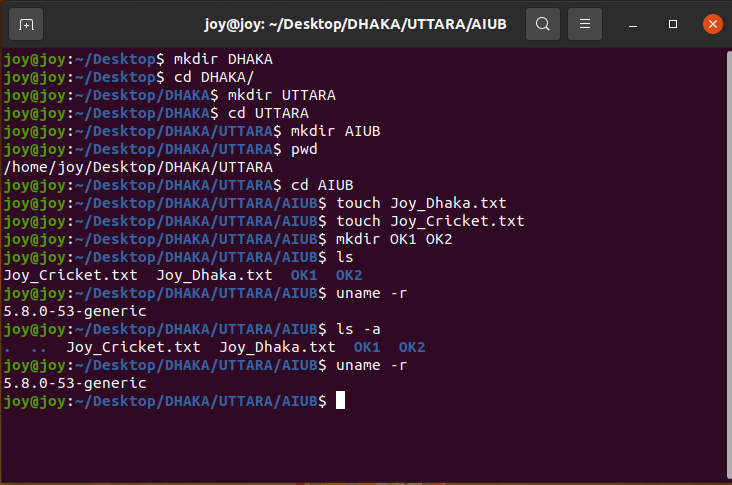 joy@joy: ~/Desktop/DHAKA/UTTARA/AIUB
joy@joy:~/Desktop$ mkdir DHAKA
joy@joy:~/Desktop$ cd DHAKA/
joy@joy:~/Desktop/DHAKA$ mkdir UTTARA
joy@joy:~/Desktop/DHAKA$ cd UTTARA
joy@joy:~/Desktop/DHAKA/UTTARA$ mkdir AIUB
joy@joy:~/Desktop/DHAKA/UTTARA$ pwd
/home/joy/Desktop/DHAKA/UTTARA
joy@joy:~/Desktop/DHAKA/UTTARA$ cd AIUB
joy@joy:~/Desktop/DHAKA/UTTARA/AIUB$ touch Joy_Dhaka.txt
joy@joy:~/Desktop/DHAKA/UTTARA/AIUB$ touch Joy_Cricket.txt
joy@joy:~/Desktop/DHAKA/UTTARA/AIUB$ mkdir OK1 OK2
joy@joy:~/Desktop/DHAKA/UTTARA/AIUB$ ls
Joy_Cricket.txt  Joy_Dhaka.txt  OK1  OK2
joy@joy:~/Desktop/DHAKA/UTTARA/AIUB$ uname -r
5.8.0-53-generic
joy@joy:~/Desktop/DHAKA/UTTARA/AIUB$ ls -a
.  ..  Joy_Cricket.txt  Joy_Dhaka.txt  OK1  OK2
joy@joy:~/Desktop/DHAKA/UTTARA/AIUB$ uname -r
5.8.0-53-generic
joy@joy:~/Desktop/DHAKA/UTTARA/AIUB$